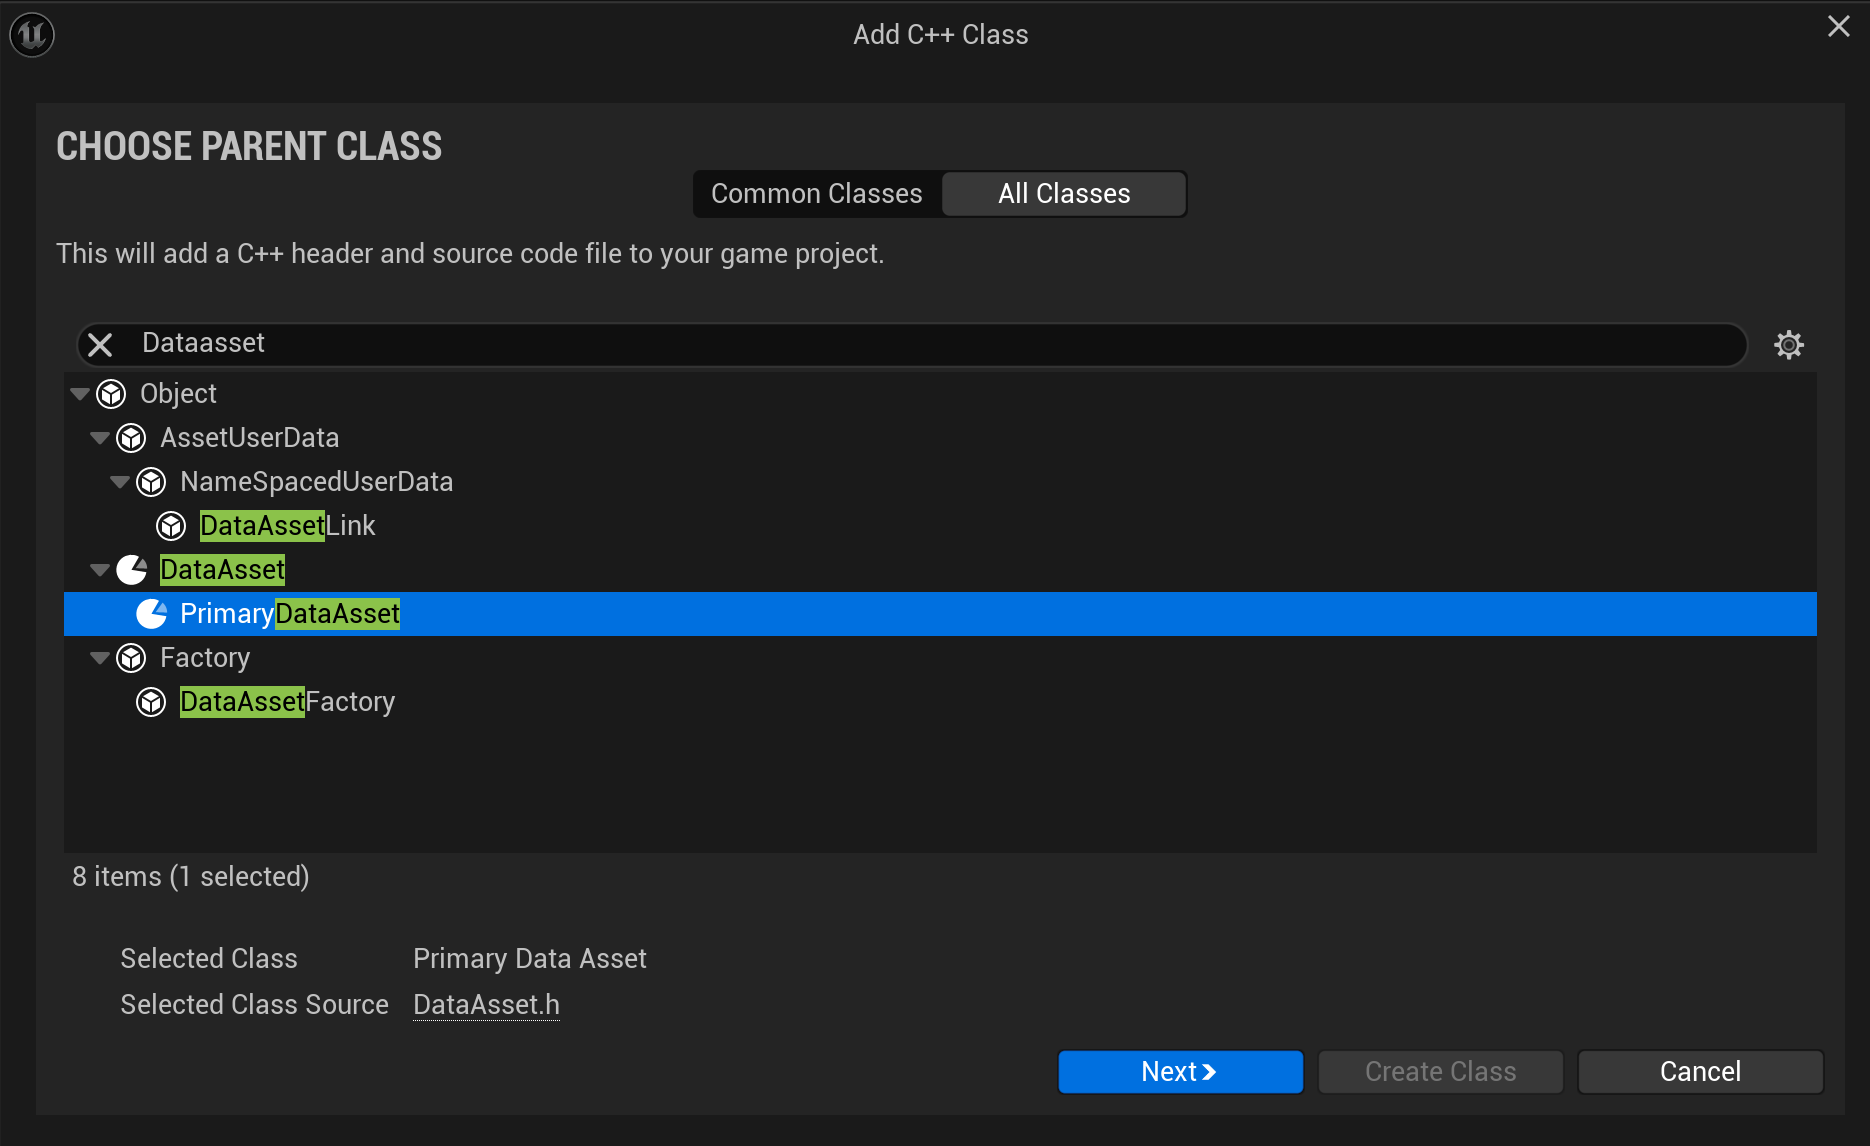 Add C++ Class
CHOOSE PARENT CLASS
Common Classes All Classes
This will add a C++ header and source code file to your game project.
Dataasset
Object
AssetUserData
NameSpacedUserData
DataAssetLink
DataAsset
PrimaryDataAsset
Factory
DataAssetFactory
8 items (1 selected)
Selected Class Primary Data Asset
Selected Class Source DataAsset.h
Next Create Class Cancel